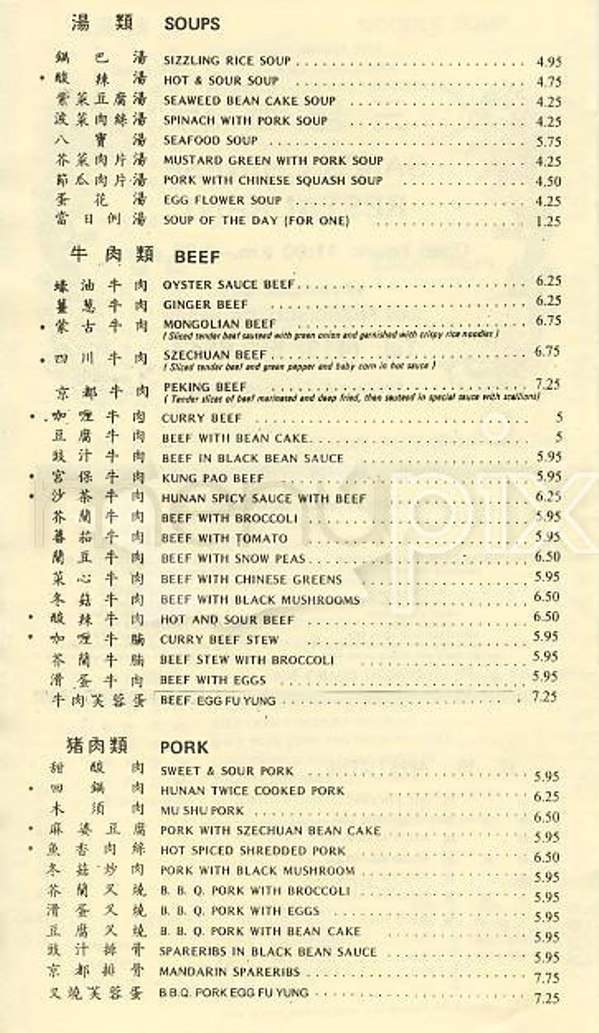 湯 類 SOUPS
鍋巴湯 SIZZLING RICE SOUP 4.95
• 酸辣湯 HOT & SOUR SOUP 4.75
紫菜豆腐湯 SEAWEED BEAN CAKE SOUP 4.25
菠菜肉絲湯 SPINACH WITH PORK SOUP 4.25
八寶湯 SEAFOOD SOUP 5.75
芥菜肉片湯 MUSTARD GREEN WITH PORK SOUP 4.25
節瓜肉片湯 PORK WITH CHINESE SQUASH SOUP 4.50
蛋花湯 EGG FLOWER SOUP 4.25
當日例湯 SOUP OF THE DAY (FOR ONE) 1.25
牛肉類 BEEF
蠔油牛肉 OYSTER SAUCE BEEF 6.25
薑蔥牛肉 GINGER BEEF 6.25
• 蒙古牛肉 MONGOLIAN BEEF 6.75
( Sliced tender beef sauteed with green onion and garnished with crispy rice noodles )
• 四川牛肉 SZECHUAN BEEF 6.75
( Sliced tender beef and green pepper and baby corn in hot sauce )
京都牛肉 PEKING BEEF 7.25
( Tender slices of beef marinated and deep fried, then sauteed in special sauce with scallions)
• 咖喱牛肉 CURRY BEEF 5
豆腐牛肉 BEEF WITH BEAN CAKE 5
豉汁牛肉 BEEF IN BLACK BEAN SAUCE 5.95
• 宮保牛肉 KUNG PAO BEEF 5.95
• 沙茶牛肉 HUNAN SPICY SAUCE WITH BEEF 6.25
芥蘭牛肉 BEEF WITH BROCCOLI 5.95
蕃茄牛肉 BEEF WITH TOMATO 5.95
蘭豆牛肉 BEEF WITH SNOW PEAS 6.50
菜心牛肉 BEEF WITH CHINESE GREENS 5.95
冬菇牛肉 BEEF WITH BLACK MUSHROOMS 6.50
• 酸辣牛肉 HOT AND SOUR BEEF 6.50
• 咖喱牛腩 CURRY BEEF STEW 5.95
芥蘭牛腩 BEEF STEW WITH BROCCOLI 5.95
滑蛋牛肉 BEEF WITH EGGS 5.95
牛肉芙蓉蛋 BEEF EGG FU YUNG 7.25
猪肉類 PORK
甜酸肉 SWEET & SOUR PORK 5.95
• 回鍋肉 HUNAN TWICE COOKED PORK 6.25
木須肉 MU SHU PORK 6.50
• 麻婆豆腐 PORK WITH SZECHUAN BEAN CAKE 5.95
• 魚香肉絲 HOT SPICED SHREDDED PORK 6.50
冬菇炒肉 PORK WITH BLACK MUSHROOM 5.95
芥蘭叉燒 B. B. Q. PORK WITH BROCCOLI 5.95
滑蛋叉燒 B. B. Q. PORK WITH EGGS 5.95
豆腐叉燒 B. B. Q. PORK WITH BEAN CAKE 5.95
豉汁排骨 SPARERIBS IN BLACK BEAN SAUCE 5.95
京都排骨 MANDARIN SPARERIBS 7.75
叉燒芙蓉蛋 B.B.Q. PORK EGG FU YUNG 7.25